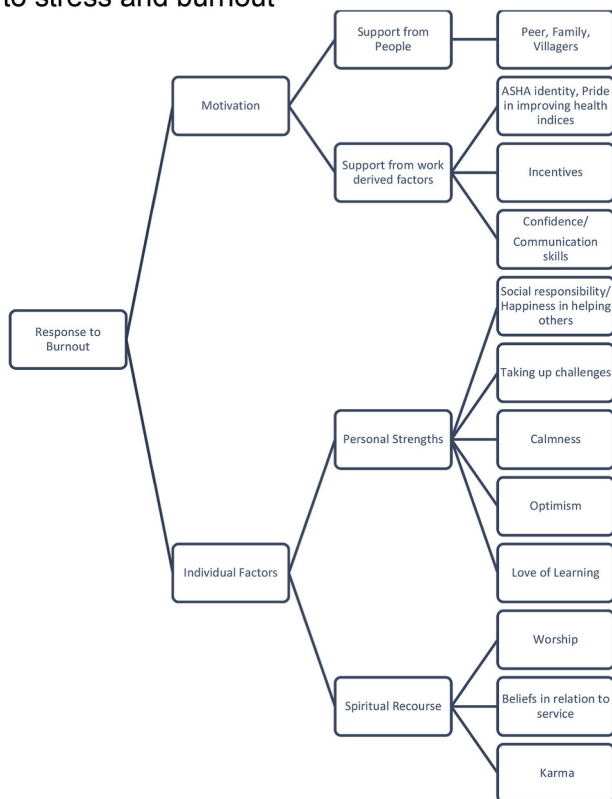 to stress and burnout
Support from
People
Peer, Family,
Villagers
Motivation
ASHA identity, Pride
in improving health
indices
Support from work
derived factors
Incentives
Confidence/
Communication
skills
Response to
Burnout
Social responsibility/
Happiness in helping
others
Taking up challenges
Personal Strengths
Calmness
Optimism
Individual Factors
Love of Learning
Worship
Spiritual Recourse
Beliefs in relation to
service
Karma